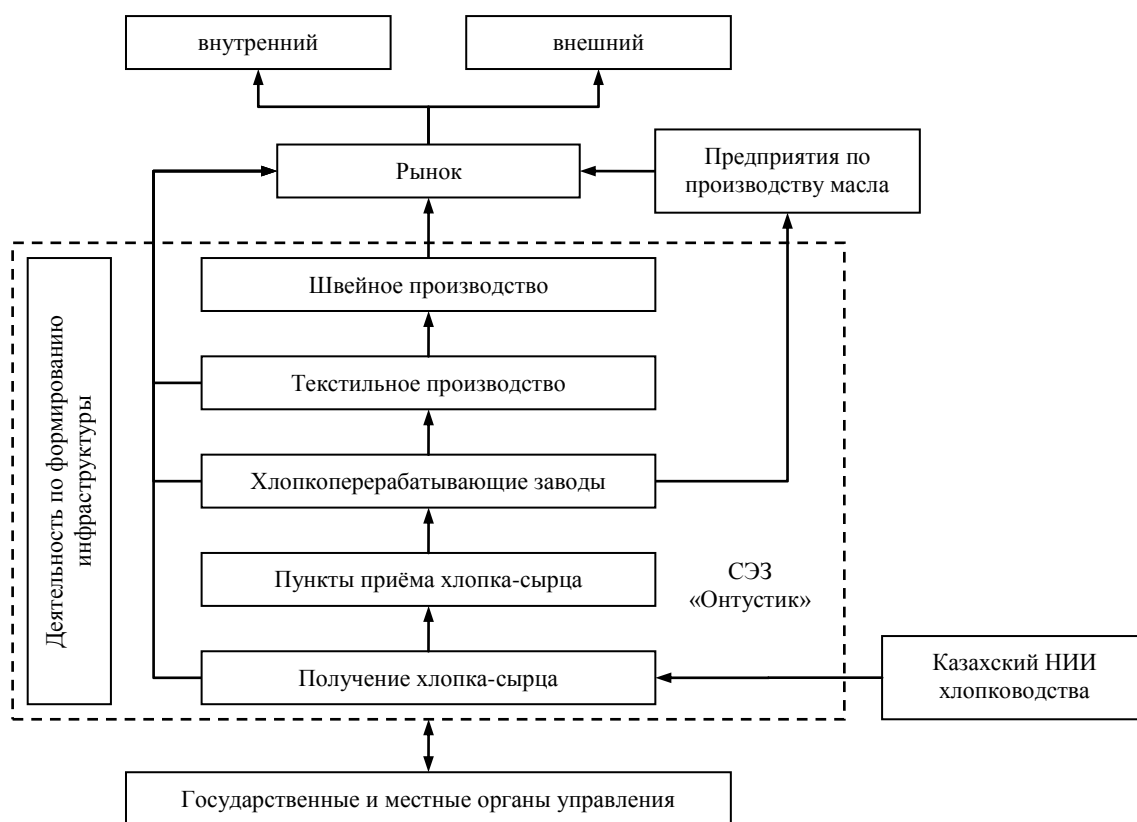 внутренний
внешний
Рынок
Предприятия по
производству масла
Швейное производство
Текстильное производство
Хлопкоперерабатывающие заводы
Пункты приёма хлопка-сырца
Получение хлопка-сырца
Деятельность по формированию
инфраструктуры
СЭЗ
«Онтустик»
Казахский НИИ
хлопководства
Государственные и местные органы управления